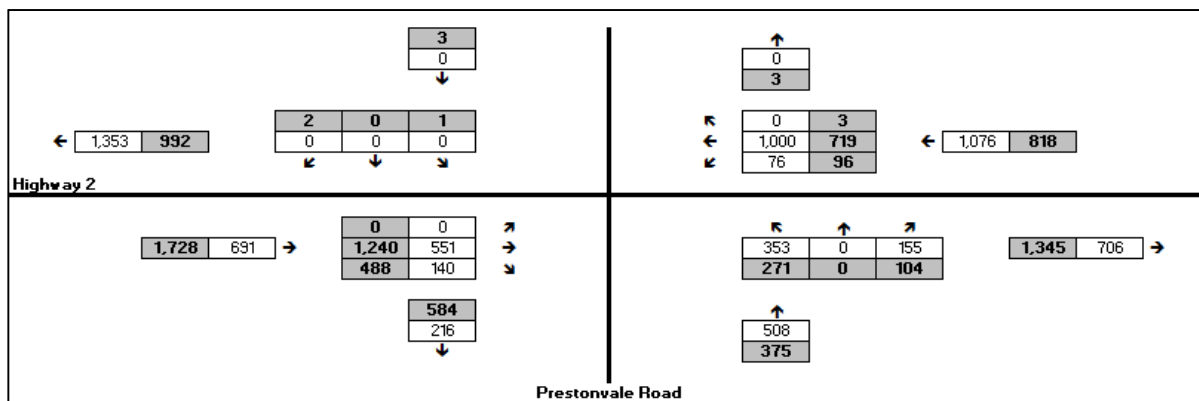 3
0
↓
↑
0
3
2 0 1
0 0 0
↙ ↓ ↘
← 1,353 992
↖ 0 3
← 1,000 719
↙ 76 96
← 1,076 818
Highway 2
1,728 691 →
0 0 ↗
1,240 551 →
488 140 ↘
↖ ↑ ↗
353 0 155
271 0 104
1,345 706 →
584
216
↓
↑
508
375
Prestonvale Road